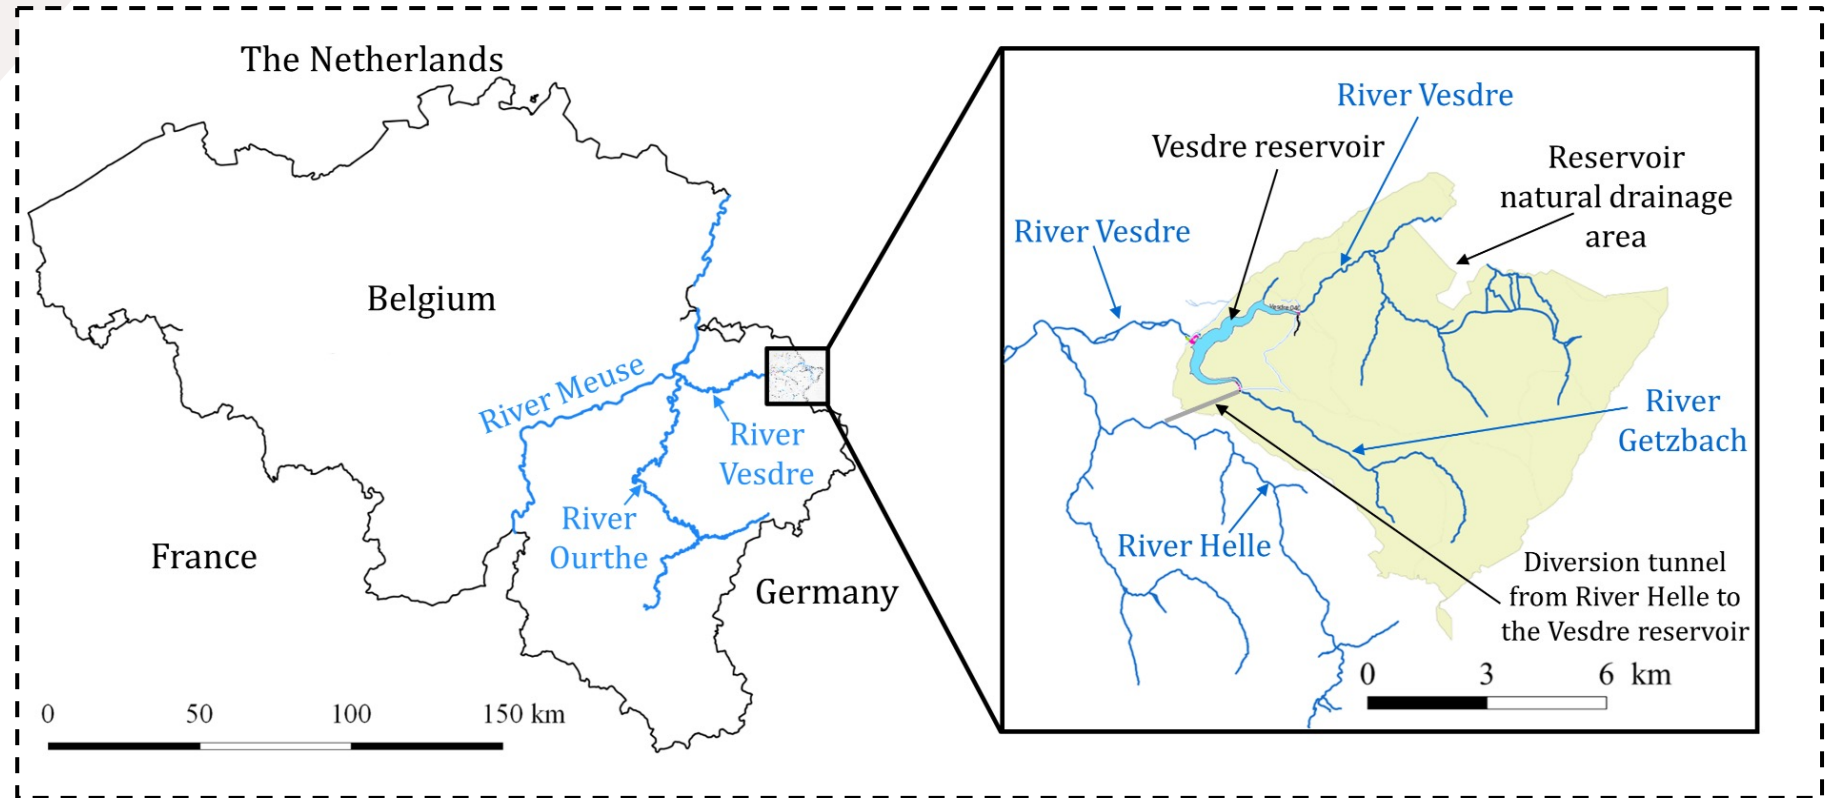 The Netherlands
Belgium
River Meuse
River
Vesdre
River
Ourthe
France
Germany
0 50 100 150 km
River Vesdre
Vesdre reservoir
Reservoir
natural drainage
area
River Vesdre
River
Getzbach
River Helle
Diversion tunnel
from River Helle to
the Vesdre reservoir
0 3 6 km